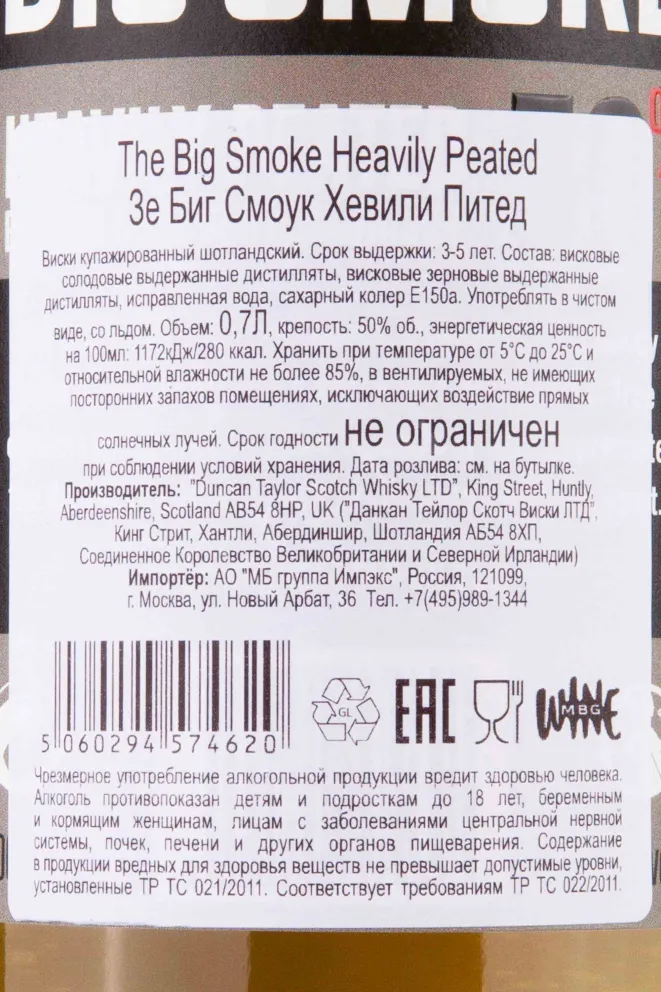 BIG SMOKE
HEAVILY PEATED
The Big Smoke Heavily Peated
Зе Биг Смоук Хевили Питед
Виски купажированный шотландский. Срок выдержки: 3-5 лет. Состав: висковые
солодовые выдержанные дистилляты, висковые зерновые выдержанные
дистилляты, исправленная вода, сахарный колер Е150а. Употреблять в чистом
виде, со льдом. Объем: 0,7Л, крепость: 50% об., энергетическая ценность
на 100мл: 1172кДж/280 ккал. Хранить при температуре от 5°С до 25°С и
относительной влажности не более 85%, в вентилируемых, не имеющих
посторонних запахов помещениях, исключающих воздействие прямых
солнечных лучей. Срок годности не ограничен
при соблюдении условий хранения. Дата розлива: см. на бутылке.
Производитель: "Duncan Taylor Scotch Whisky LTD", King Street, Huntly,
Aberdeenshire, Scotland AB54 8HP, UK ("Данкан Тейлор Скотч Виски ЛТД",
Кинг Стрит, Хантли, Абердиншир, Шотландия АБ54 8ХП,
Соединенное Королевство Великобритании и Северной Ирландии)
Импортёр: АО "МБ группа Импэкс", Россия, 121099,
г. Москва, ул. Новый Арбат, 36 Тел. +7(495)989-1344
GL
EAC
WINE
MBG
5 060294 574620
Чрезмерное употребление алкогольной продукции вредит здоровью человека.
Алкоголь противопоказан детям и подросткам до 18 лет, беременным
и кормящим женщинам, лицам с заболеваниями центральной нервной
системы, почек, печени и других органов пищеварения. Содержание
в продукции вредных для здоровья веществ не превышает допустимые уровни,
установленные ТР ТС 021/2011. Соответствует требованиям ТР ТС 022/2011.